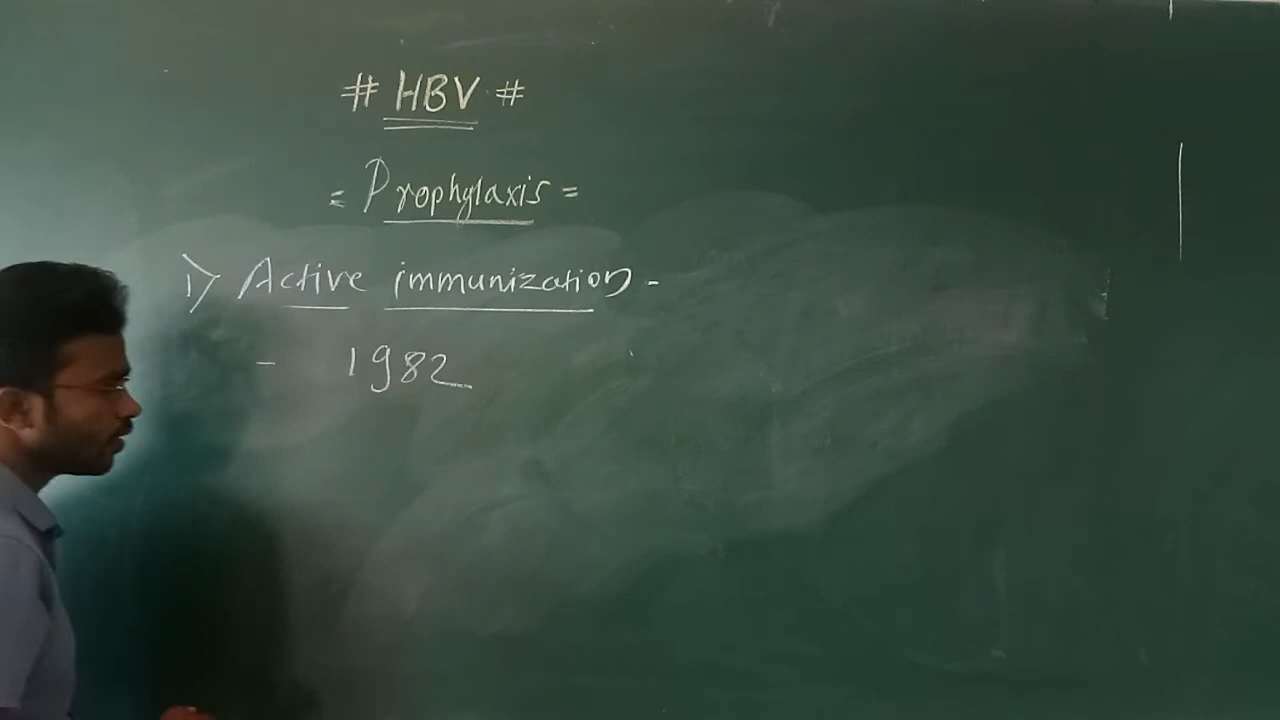 # HBV #
= Prophylaxis =
1) Active immunization -
- 1982